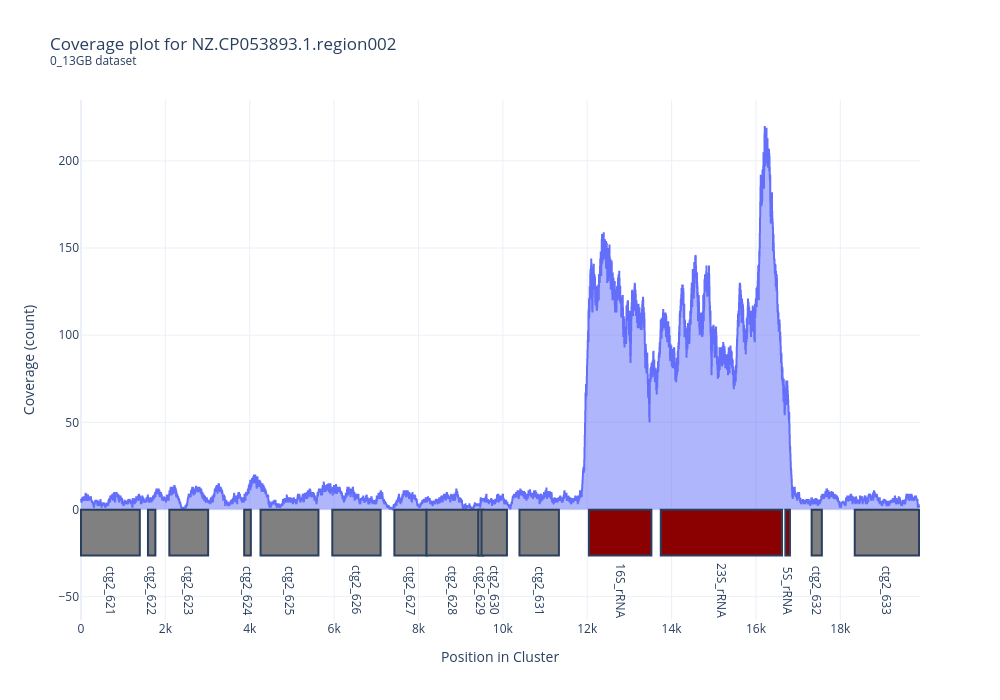 Coverage plot for NZ.CP053893.1.region002
0_13GB dataset
Coverage (count)
200
150
100
50
0
−50
ctg2_621
ctg2_622
ctg2_623
ctg2_624
ctg2_625
ctg2_626
ctg2_627
ctg2_628
ctg2_629
ctg2_630
ctg2_631
16S_rRNA
23S_rRNA
5S_rRNA
ctg2_632
ctg2_633
0
2k
4k
6k
8k
10k
12k
14k
16k
18k
Position in Cluster